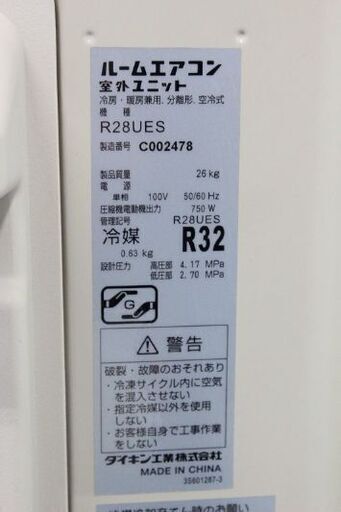 ルームエアコン
室外ユニット
冷房・暖房兼用, 分離形, 空冷式
機種
R28UES
製造番号 C002478
製品質量 26kg
電源
単相 100V 50/60 Hz
圧縮機電動機出力 750 W
管理記号 R28UES
冷媒 R32
0.63 kg
設計圧力 高圧部 4.17 MPa
低圧部 2.70 MPa
G
警告
破裂・故障のおそれあり
・冷凍サイクル内に空気
を混入させない
・指定冷媒以外を使用
しない
・お客様自身で工事作業
をしない
ダイキン工業株式会社
MADE IN CHINA
3S601287-3